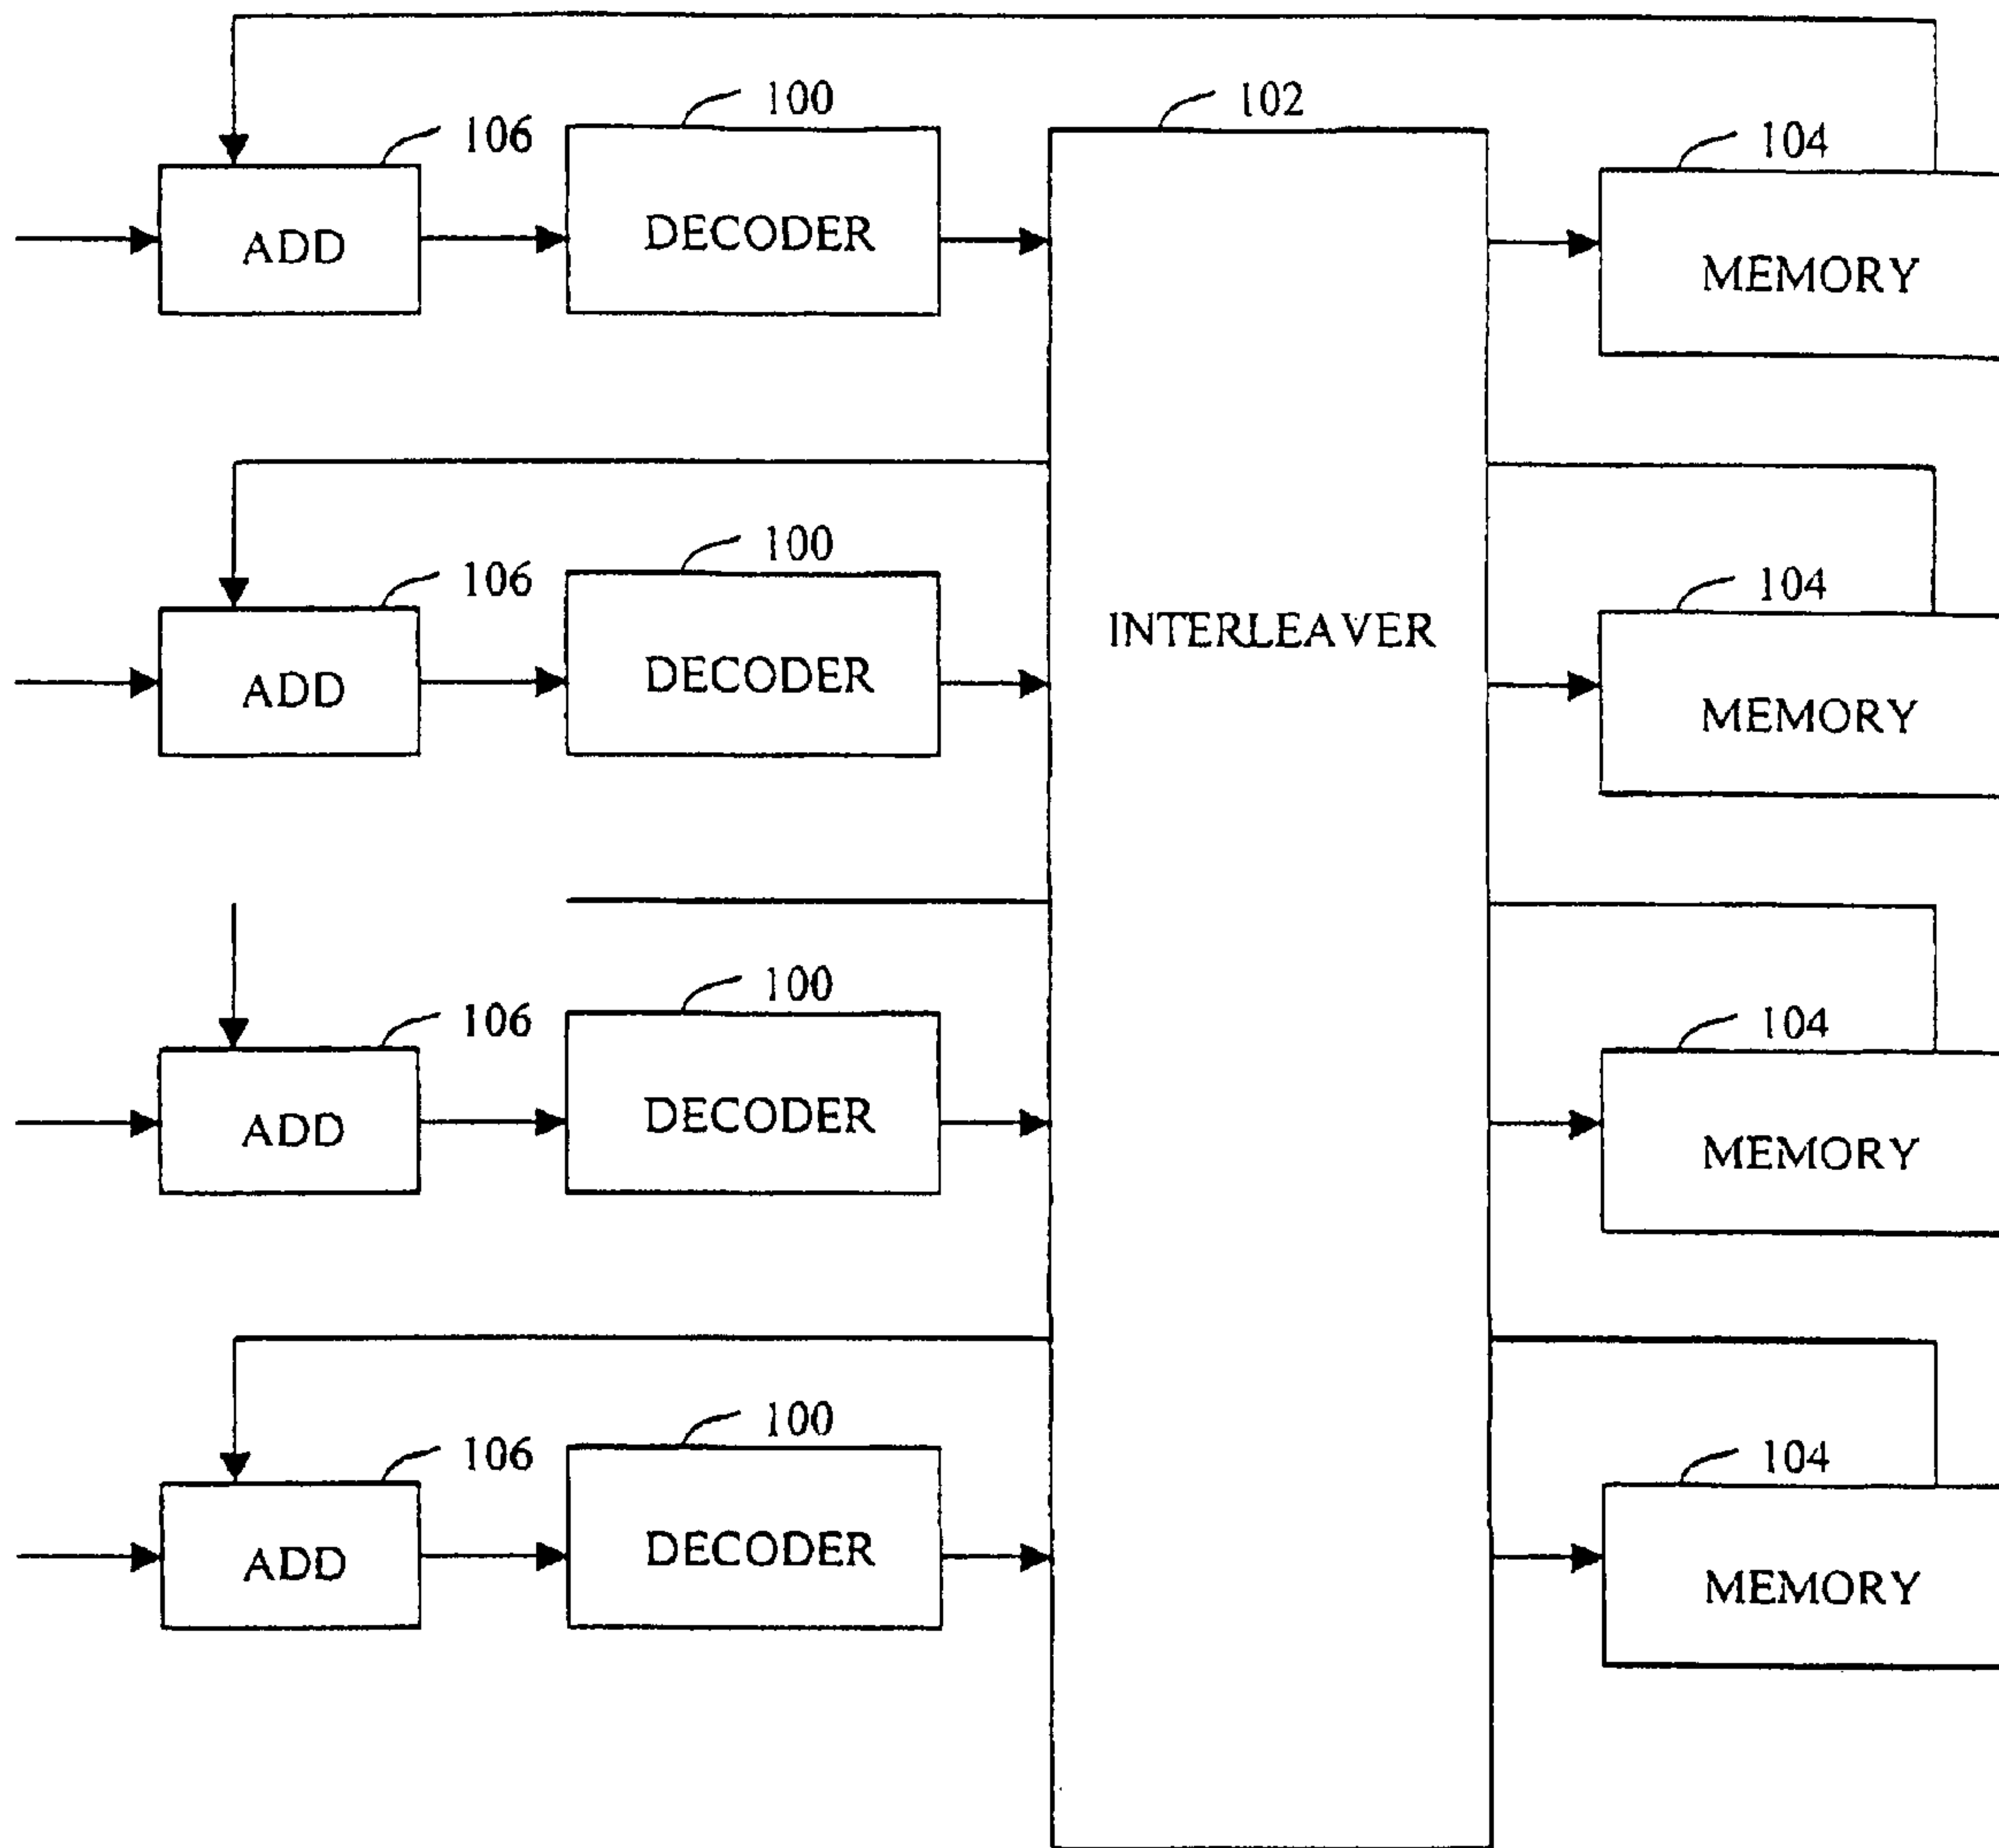 100
102
106
104
ADD
DECODER
MEMORY
100
106
104
INTERLEAVER
ADD
DECODER
MEMORY
100
106
104
ADD
DECODER
MEMORY
100
106
104
ADD
DECODER
MEMORY